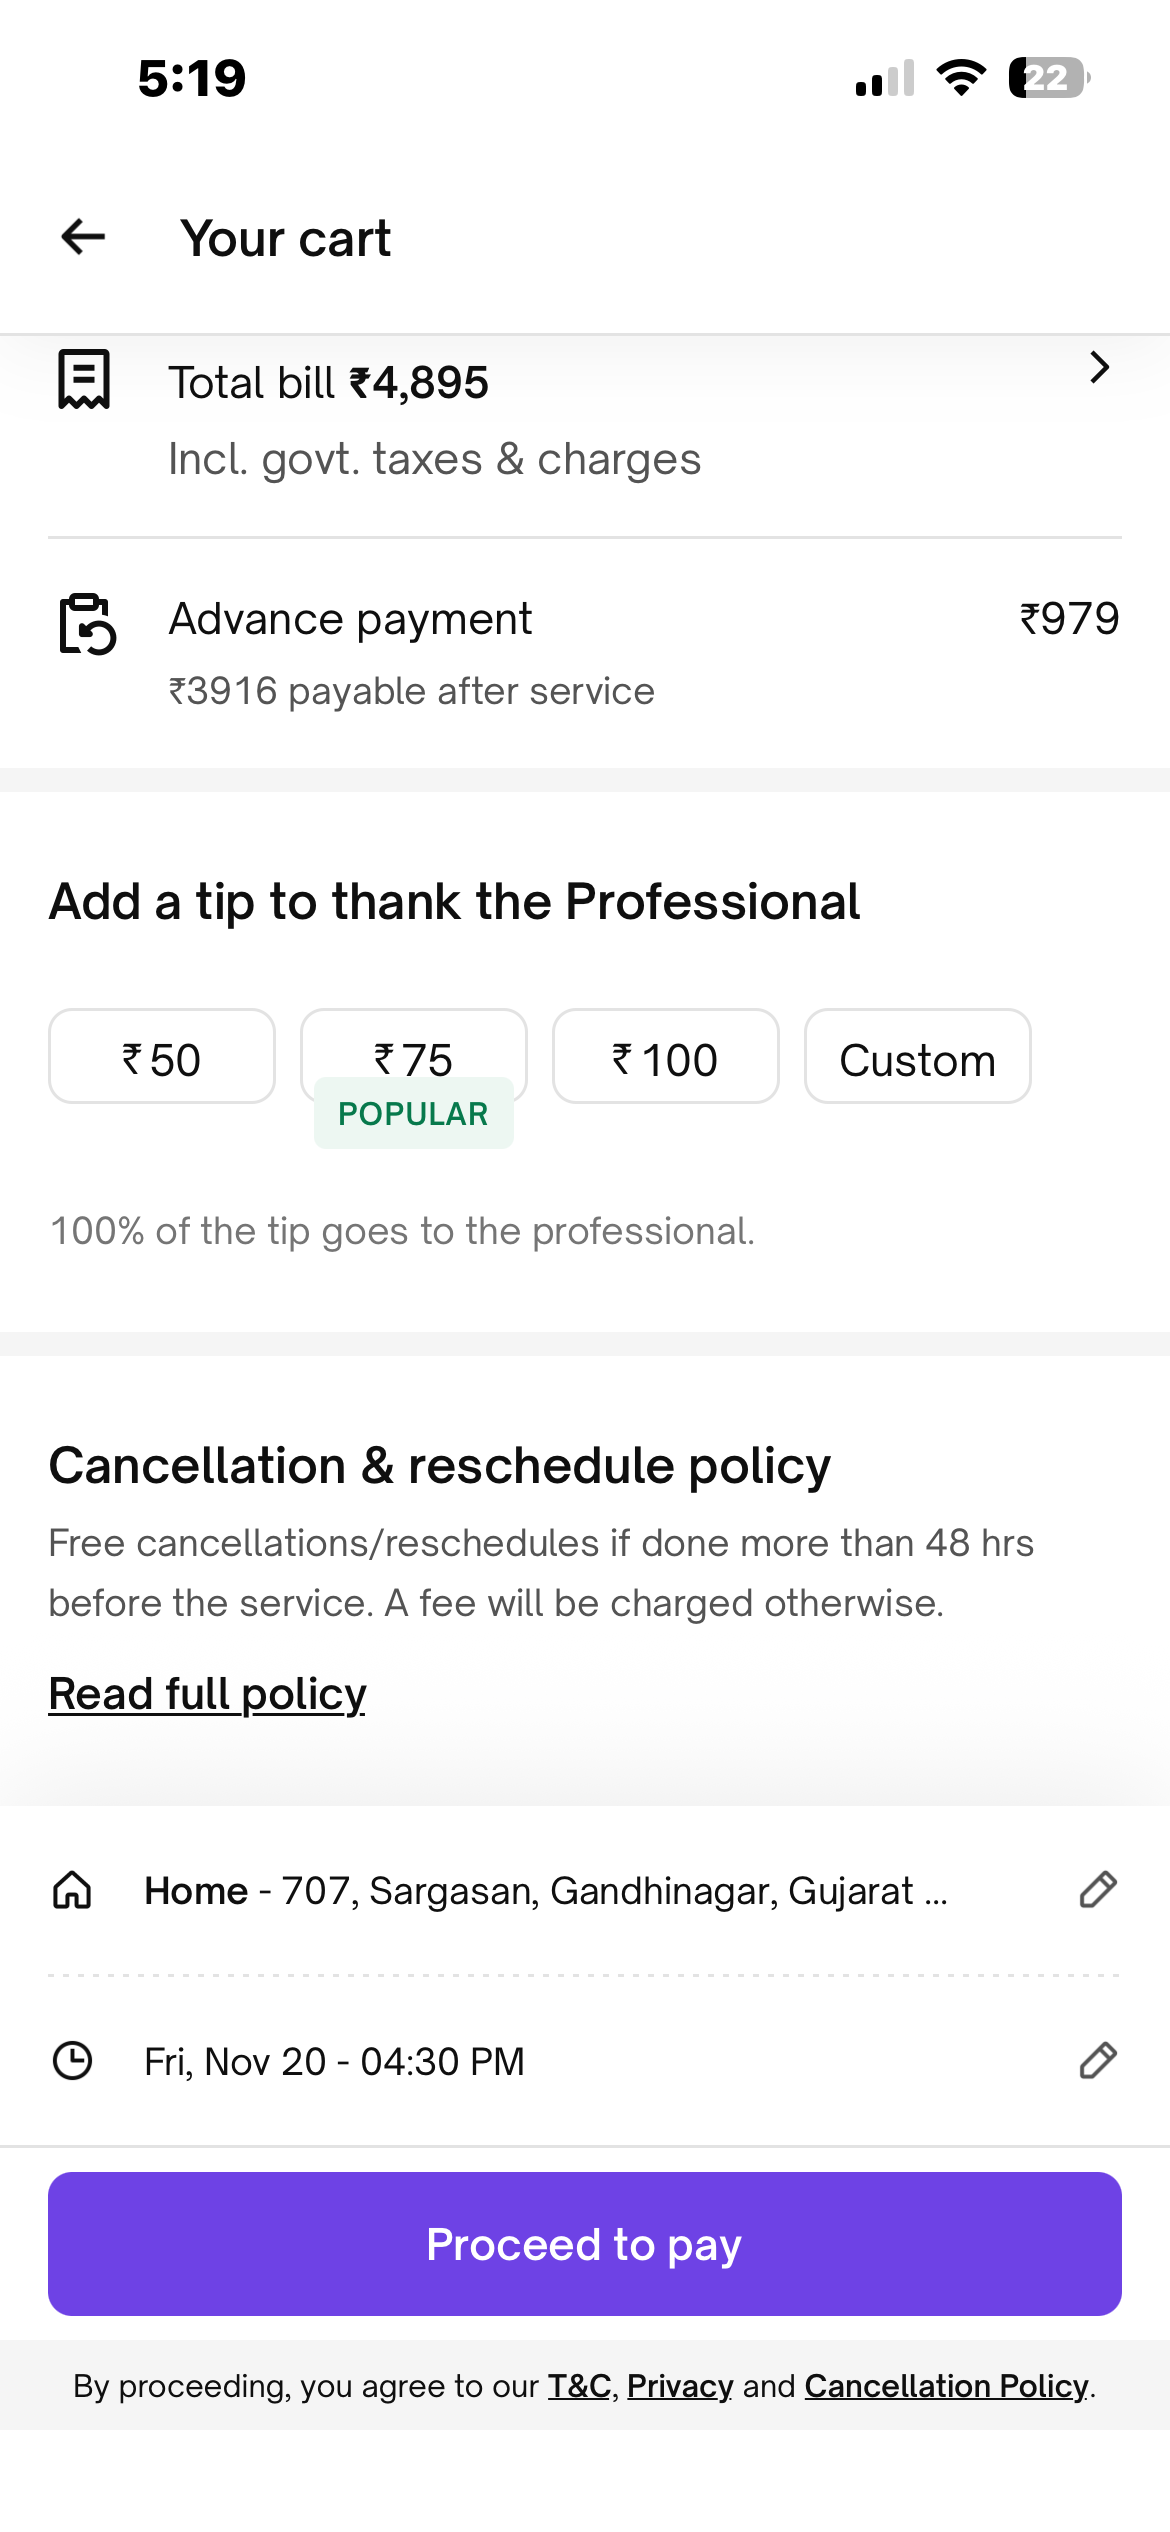 5:19
22
Your cart
Total bill ₹4,895
Incl. govt. taxes & charges
Advance payment ₹979
₹3916 payable after service
Add a tip to thank the Professional
₹50 ₹75 ₹100 Custom
POPULAR
100% of the tip goes to the professional.
Cancellation & reschedule policy
Free cancellations/reschedules if done more than 48 hrs
before the service. A fee will be charged otherwise.
Read full policy
Home - 707, Sargasan, Gandhinagar, Gujarat ...
Fri, Nov 20 - 04:30 PM
Proceed to pay
By proceeding, you agree to our T&C, Privacy and Cancellation Policy.